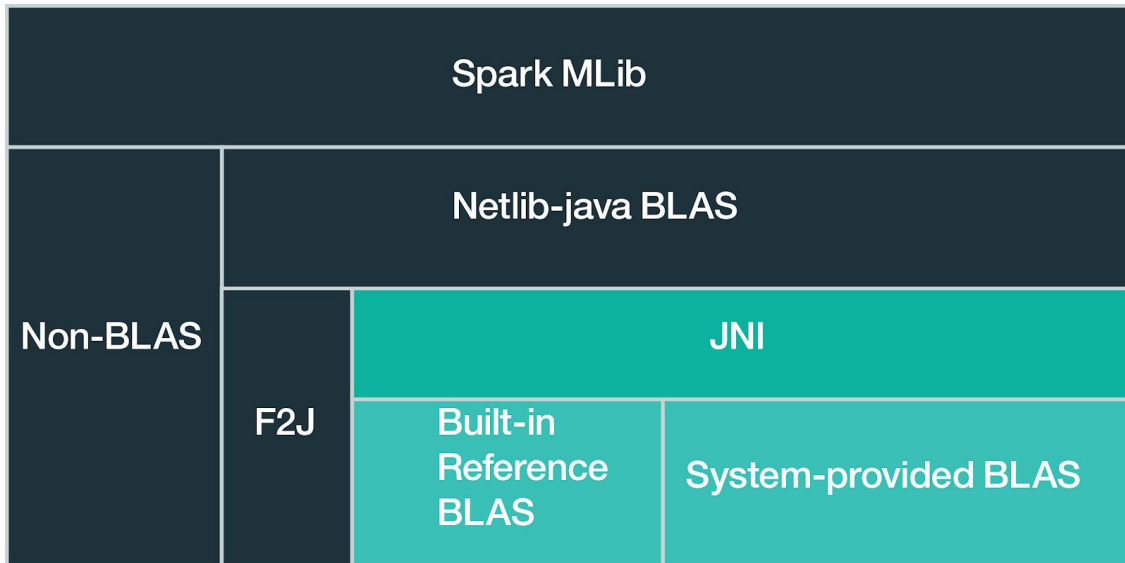 Spark MLib
Netlib-java BLAS
Non-BLAS
JNI
F2J
Built-in
Reference
BLAS
System-provided BLAS